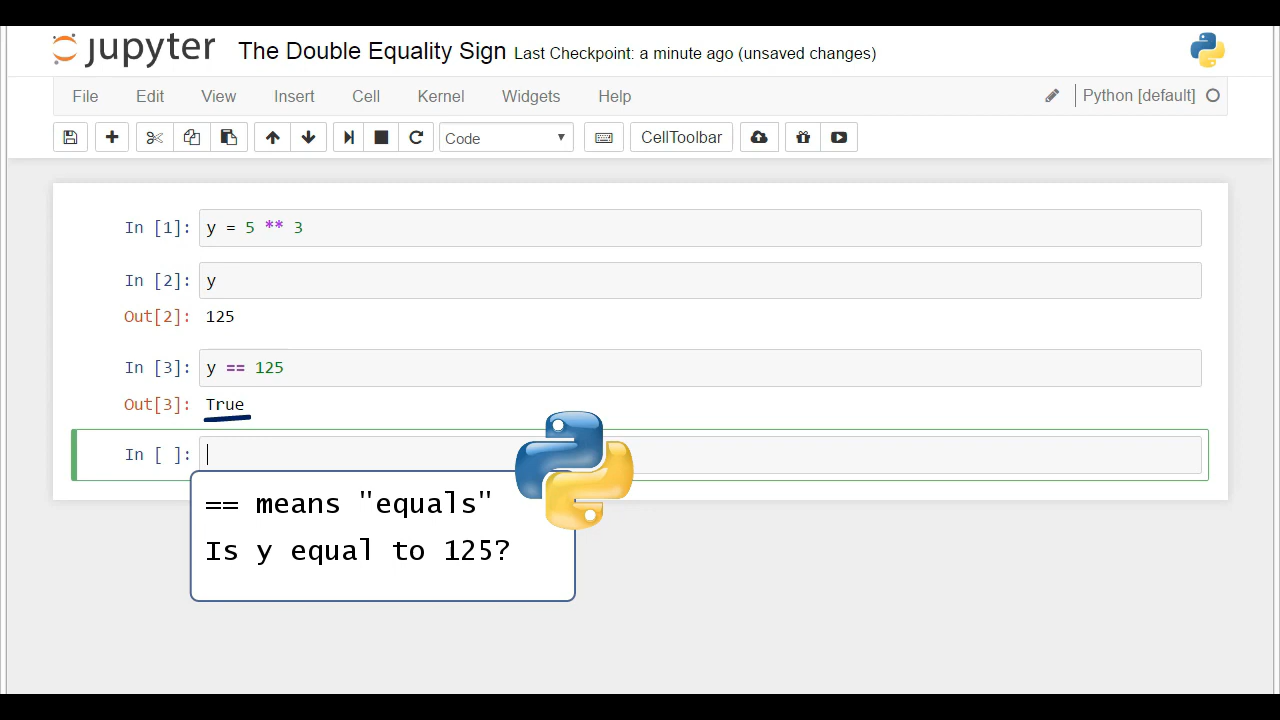 jupyter The Double Equality Sign Last Checkpoint: a minute ago (unsaved changes)
File Edit View Insert Cell Kernel Widgets Help Python [default]
Code CellToolbar
In [1]: y = 5 ** 3
In [2]: y
Out[2]: 125
In [3]: y == 125
Out[3]: True
In [ ]:
== means "equals"
Is y equal to 125?